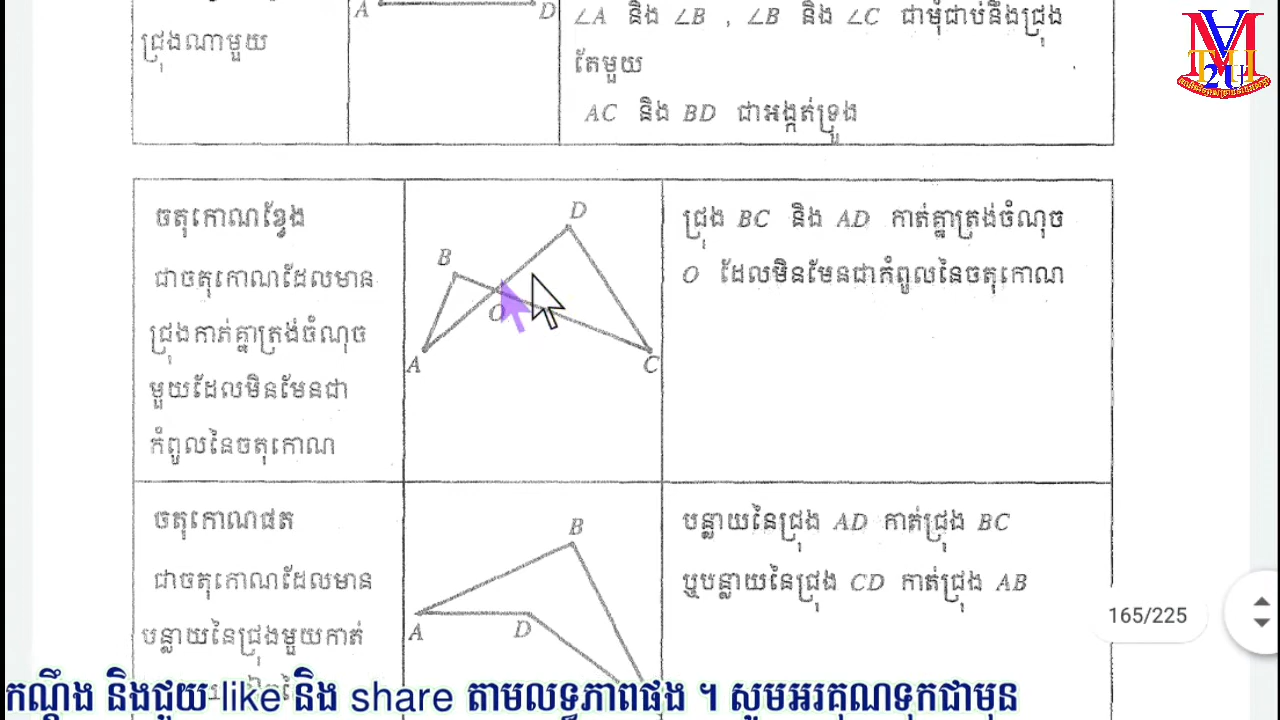 A D
∠A និង ∠B , ∠B និង ∠C ជាមុំជាប់នឹងជ្រុង
ជ្រុងណាមួយ
តែមួយ
AC និង BD ជាអង្កត់ទ្រូង
ចតុកោណខ្វែង
ជាចតុកោណដែលមាន
ជ្រុងកាត់គ្នាត្រង់ចំណុច
មួយដែលមិនមែនជា
កំពូលនៃចតុកោណ
D
B
O
A
C
ជ្រុង BC និង AD កាត់គ្នាត្រង់ចំណុច
O ដែលមិនមែនជាកំពូលនៃចតុកោណ
ចតុកោណផត
ជាចតុកោណដែលមាន
បន្លាយនៃជ្រុងមួយកាត់
B
A
D
បន្លាយនៃជ្រុង AD កាត់ជ្រុង BC
ឬបន្លាយនៃជ្រុង CD កាត់ជ្រុង AB
165/225
កណ្ដឹង និងជួយ like និង share តាមលទ្ធភាពផង ។ សូមអរគុណទុកជាមុន